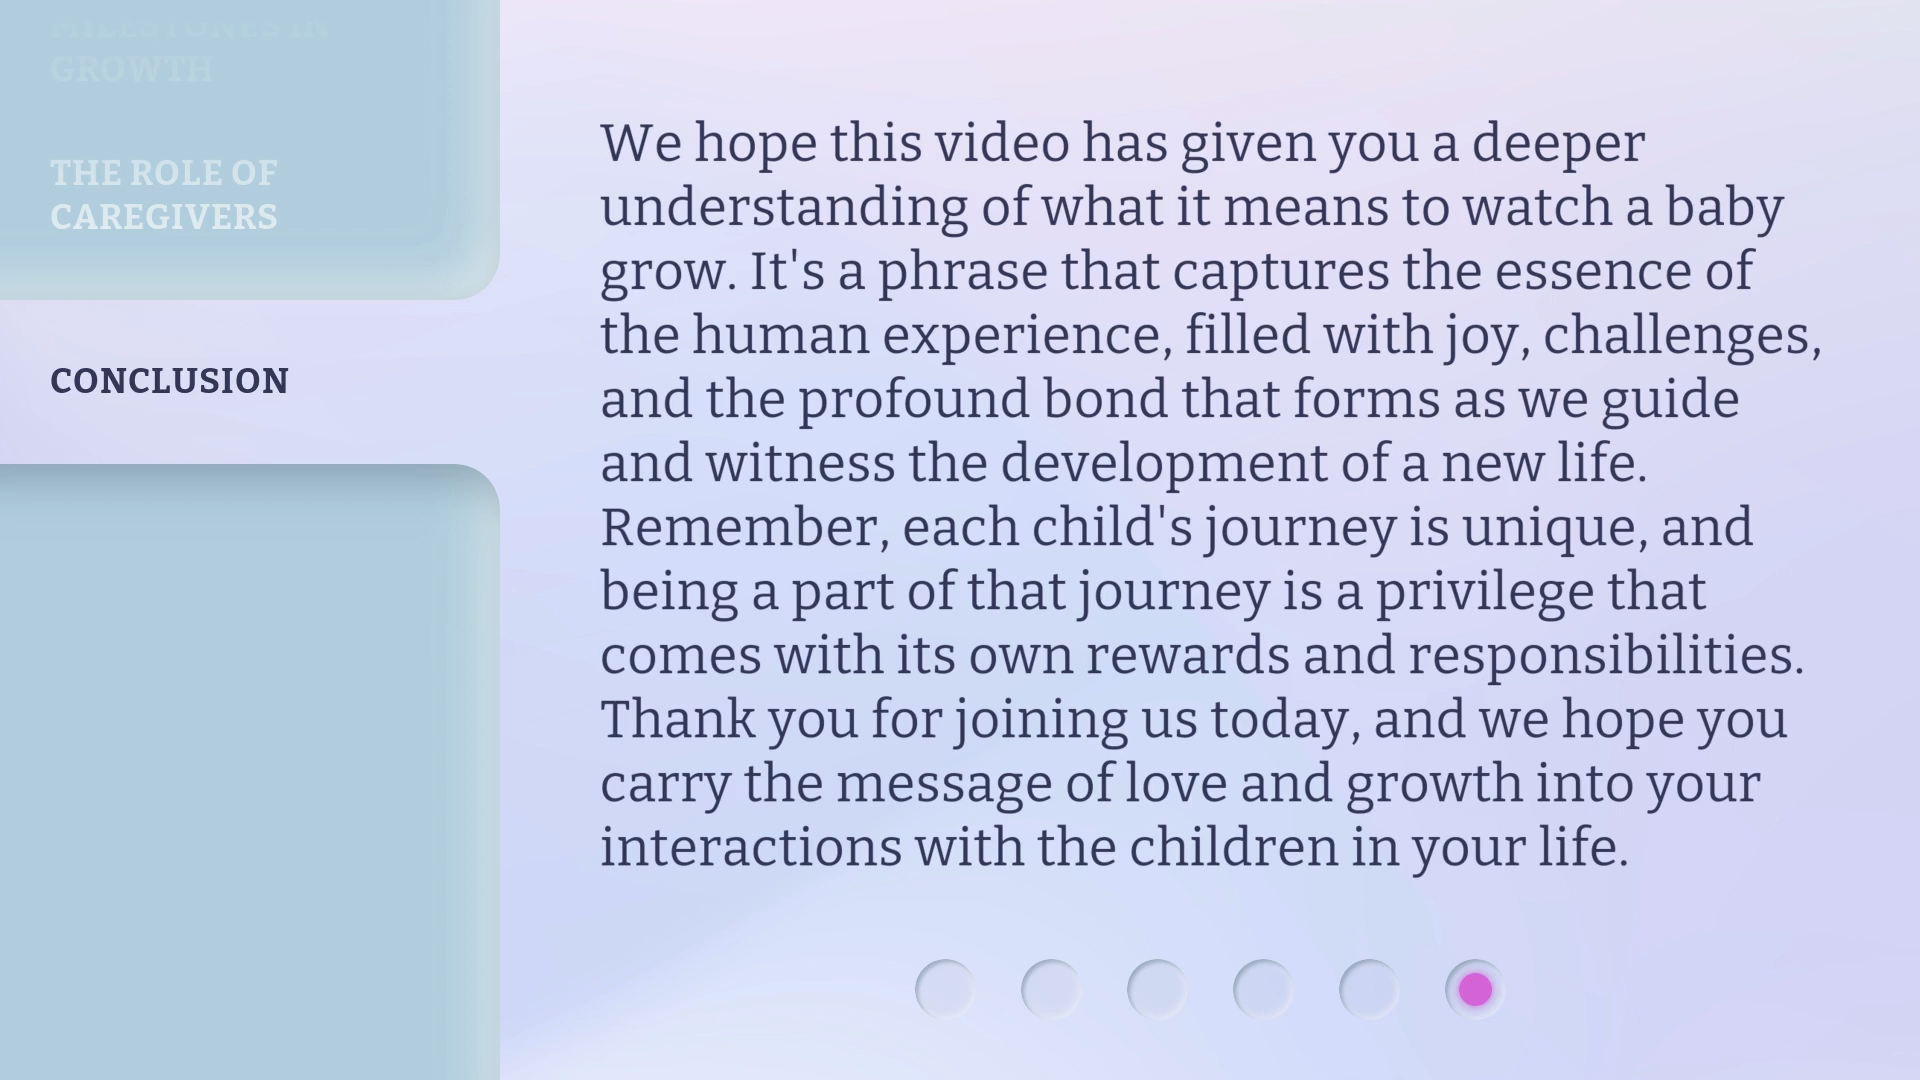 MILESTONES IN
GROWTH
THE ROLE OF
CAREGIVERS
CONCLUSION
We hope this video has given you a deeper
understanding of what it means to watch a baby
grow. It's a phrase that captures the essence of
the human experience, filled with joy, challenges,
and the profound bond that forms as we guide
and witness the development of a new life.
Remember, each child's journey is unique, and
being a part of that journey is a privilege that
comes with its own rewards and responsibilities.
Thank you for joining us today, and we hope you
carry the message of love and growth into your
interactions with the children in your life.